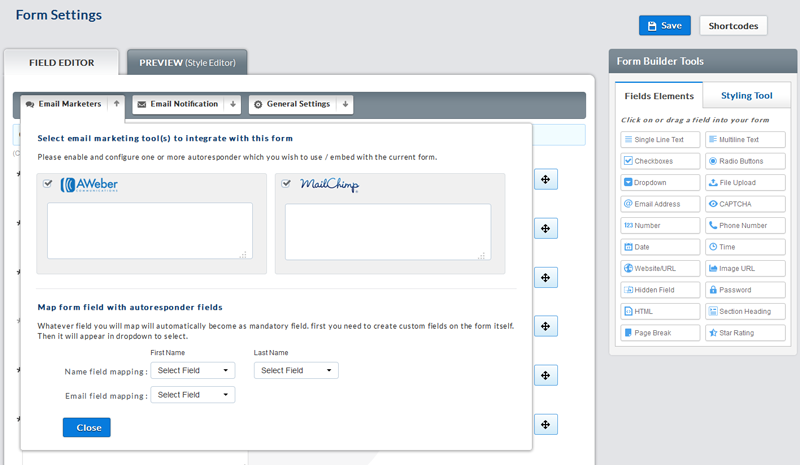 Form Settings
Save
Shortcodes
FIELD EDITOR
PREVIEW (Style Editor)
Email Marketers
Email Notification
General Settings
Select email marketing tool(s) to integrate with this form
Please enable and configure one or more autoresponder which you wish to use / embed with the current form.
AWeber
COMMUNICATIONS
MailChimp
Map form field with autoresponder fields
Whatever field you will map will automatically become as mandatory field. first you need to create custom fields on the form itself.
Then it will appear in dropdown to select.
First Name
Last Name
Name field mapping :
Select Field
Select Field
Email field mapping :
Select Field
Close
Form Builder Tools
Fields Elements
Styling Tool
Click on or drag a field into your form
Single Line Text
Multiline Text
Checkboxes
Radio Buttons
Dropdown
File Upload
@ Email Address
CAPTCHA
123 Number
Phone Number
Date
Time
Website/URL
Image URL
Hidden Field
Password
HTML
Section Heading
Page Break
Star Rating